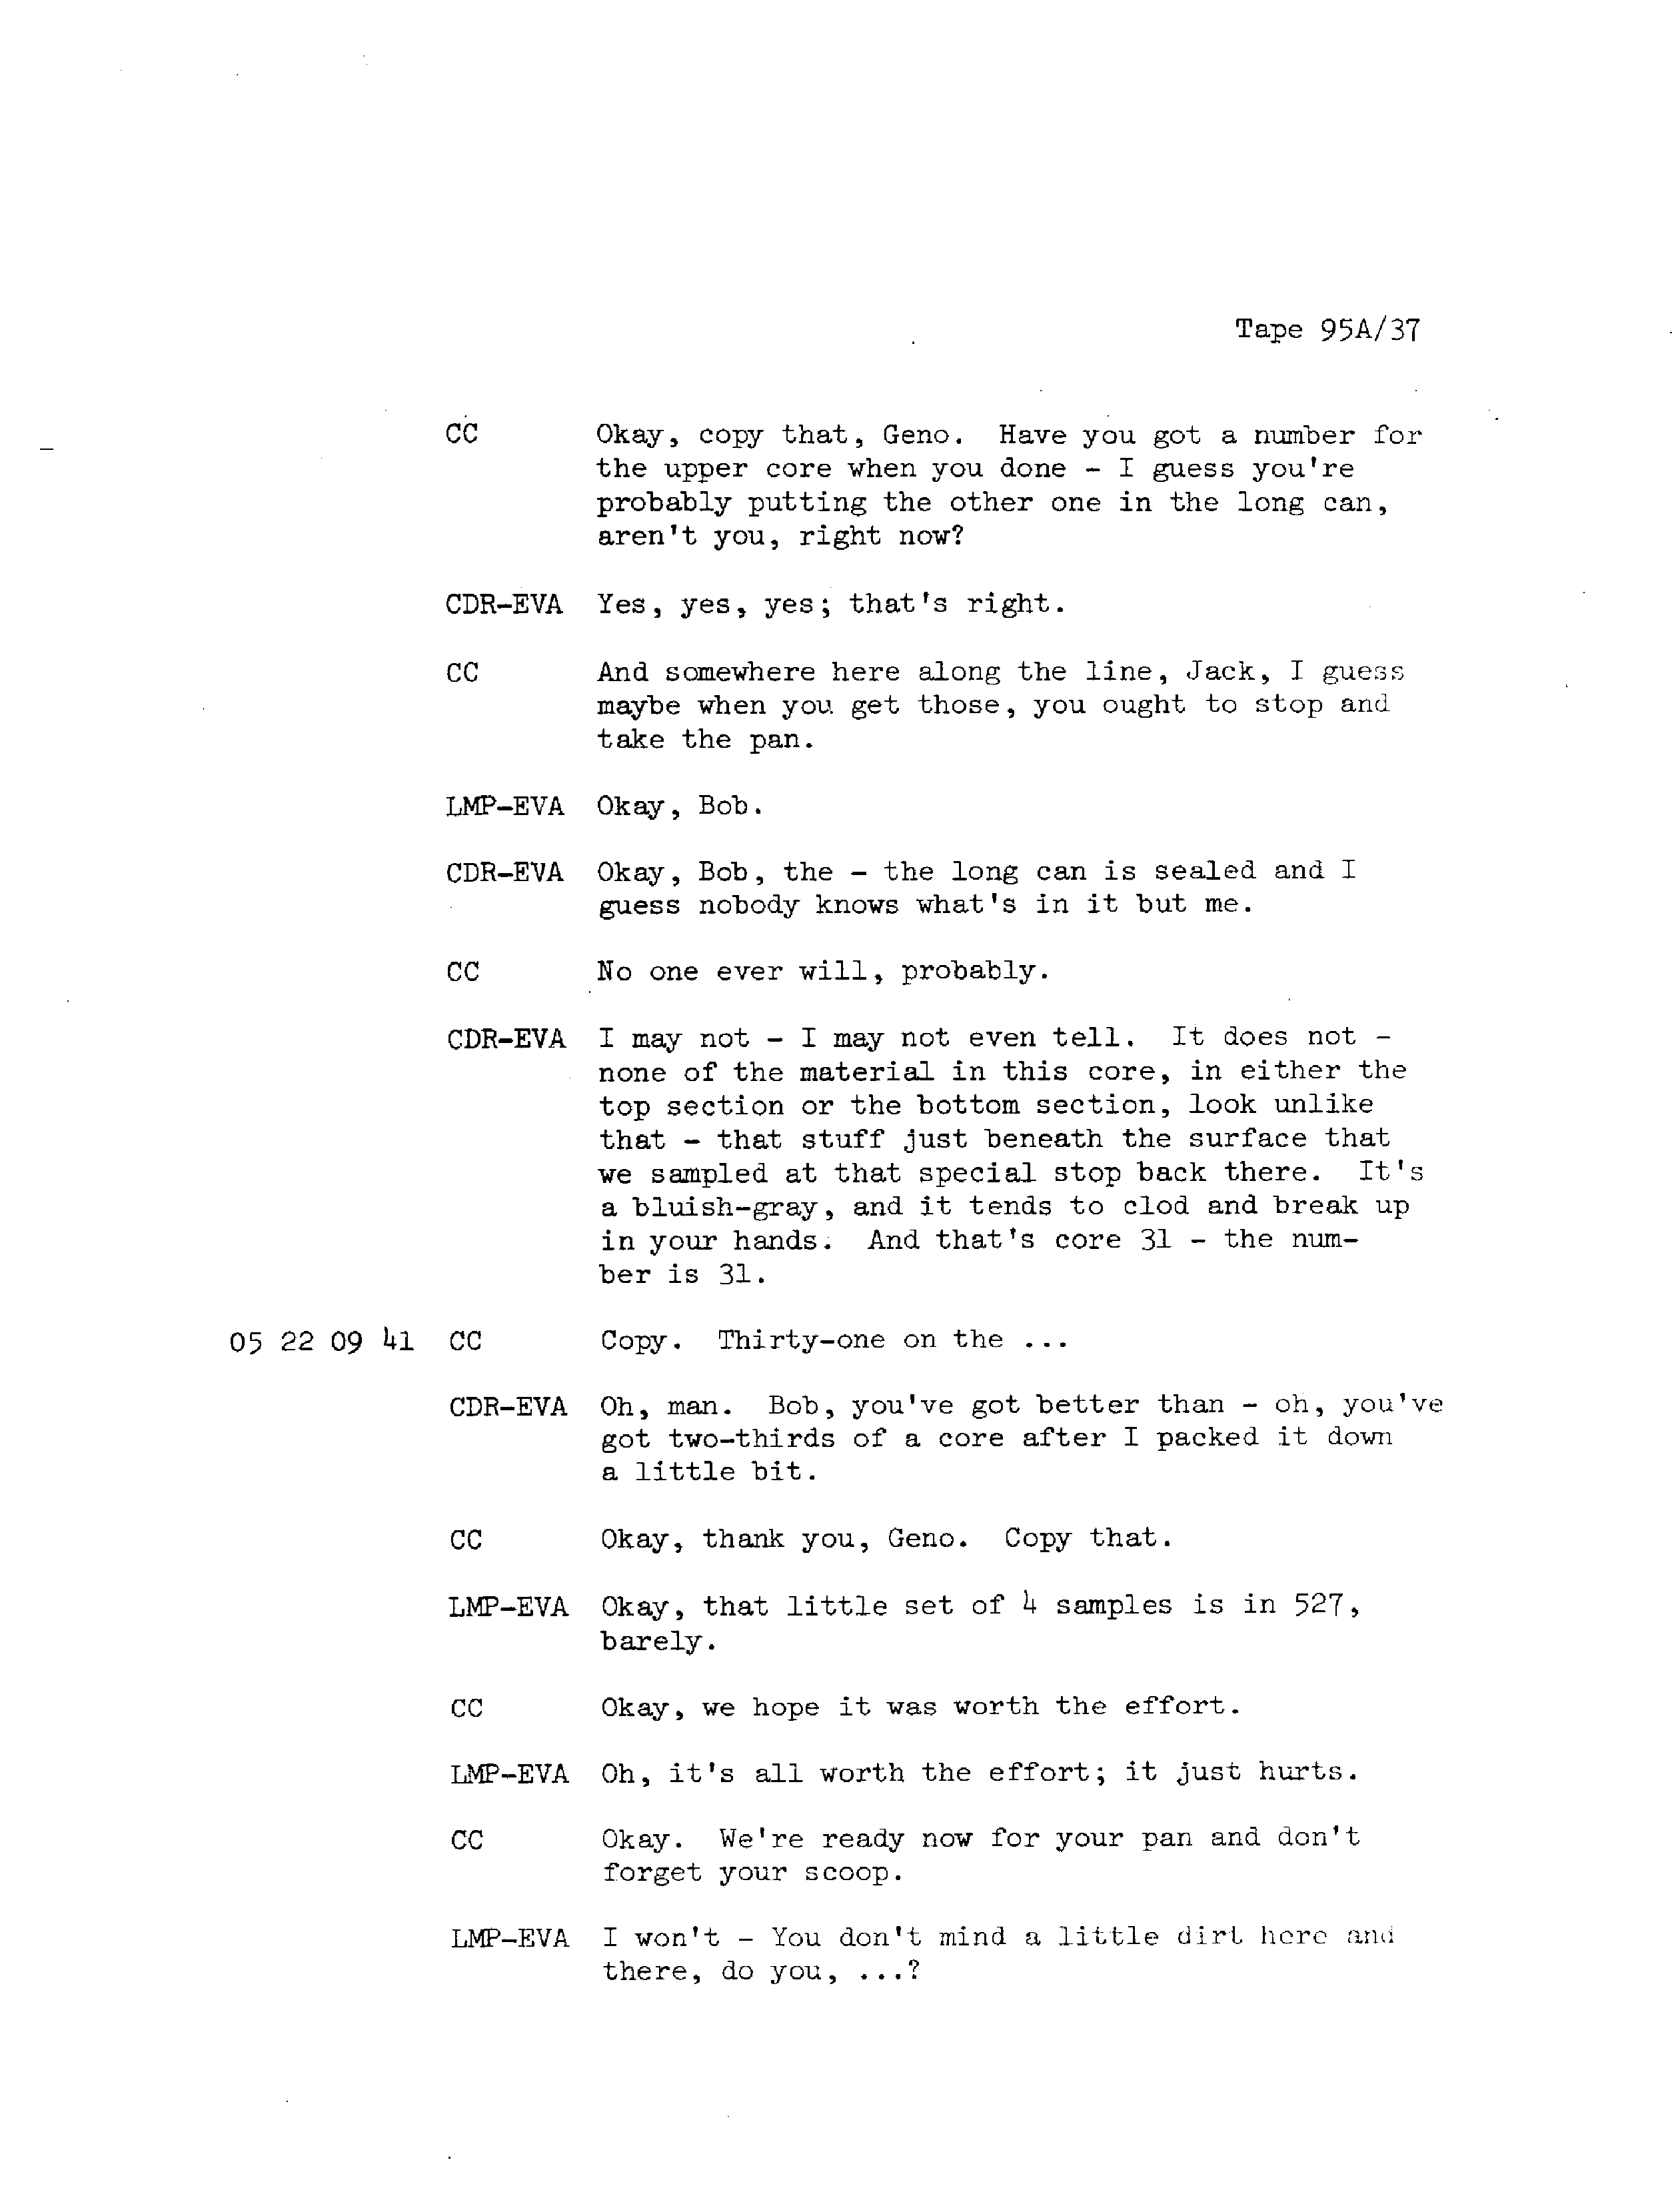 Tape 95A/37
CC Okay, copy that, Geno. Have you got a number for
the upper core when you done - I guess you're
probably putting the other one in the long can,
aren't you, right now?
CDR-EVA Yes, yes, yes; that's right.
CC And somewhere here along the line, Jack, I guess
maybe when you get those, you ought to stop and
take the pan.
LMP-EVA Okay, Bob.
CDR-EVA Okay, Bob, the - the long can is sealed and I
guess nobody knows what's in it but me.
CC No one ever will, probably.
CDR-EVA I may not - I may not even tell. It does not -
none of the material in this core, in either the
top section or the bottom section, look unlike
that - that stuff just beneath the surface that
we sampled at that special stop back there. It's
a bluish-gray, and it tends to clod and break up
in your hands. And that's core 31 - the num-
ber is 31.
05 22 09 41 CC Copy. Thirty-one on the ...
CDR-EVA Oh, man. Bob, you've got better than - oh, you've
got two-thirds of a core after I packed it down
a little bit.
CC Okay, thank you, Geno. Copy that.
LMP-EVA Okay, that little set of 4 samples is in 527,
barely.
CC Okay, we hope it was worth the effort.
LMP-EVA Oh, it's all worth the effort; it just hurts.
CC Okay. We're ready now for your pan and don't
forget your scoop.
LMP-EVA I won't - You don't mind a little dirt here and
there, do you, ...?